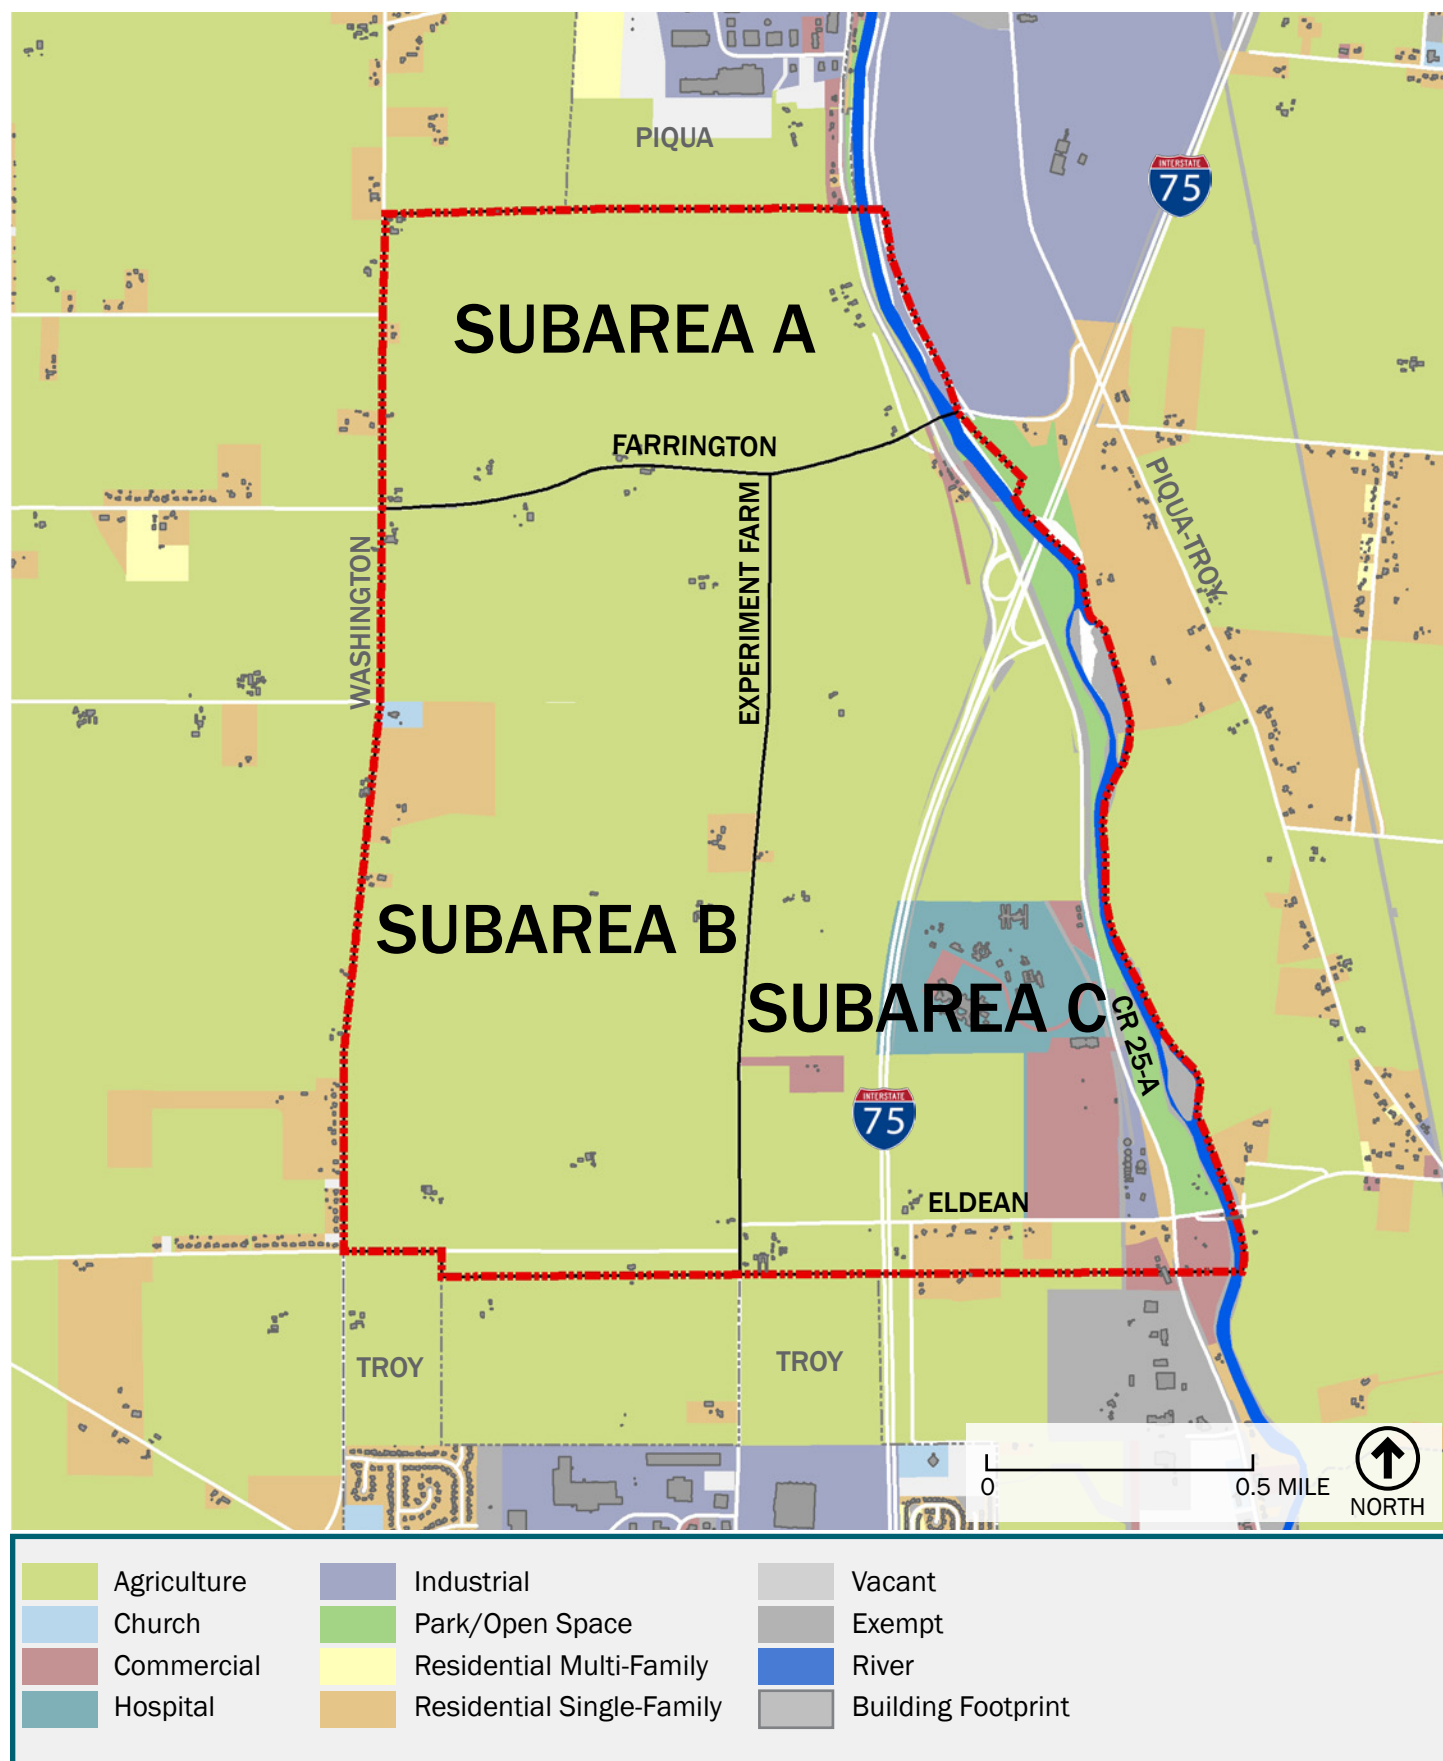 PIQUA
INTERSTATE
75
SUBAREA A
FARRINGTON
EXPERIMENT FARM
PIQUA-TROY
WASHINGTON
SUBAREA B
SUBAREA C
CR 25-A
INTERSTATE
75
ELDEAN
TROY
TROY
0
0.5 MILE
NORTH
Agriculture
Church
Commercial
Hospital
Industrial
Park/Open Space
Residential Multi-Family
Residential Single-Family
Vacant
Exempt
River
Building Footprint